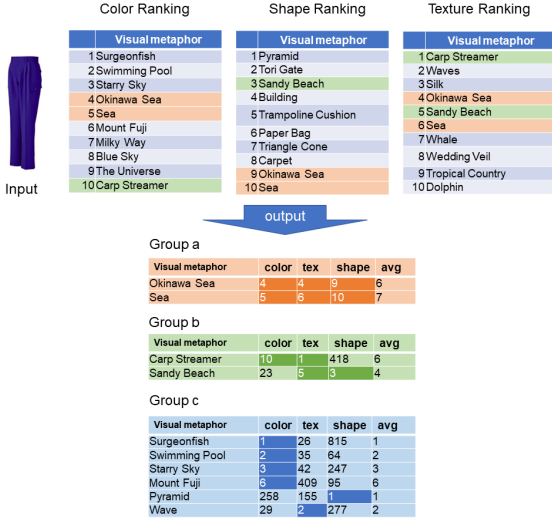 Color Ranking Shape Ranking Texture Ranking
Visual metaphor Visual metaphor Visual metaphor
1 Surgeonfish 1 Pyramid 1 Carp Streamer
2 Swimming Pool 2 Tori Gate 2 Waves
3 Starry Sky 3 Sandy Beach 3 Silk
4 Okinawa Sea 4 Building 4 Okinawa Sea
5 Sea 5 Trampoline Cushion 5 Sandy Beach
6 Mount Fuji 6 Paper Bag 6 Sea
7 Milky Way 7 Triangle Cone 7 Whale
8 Blue Sky 8 Carpet 8 Wedding Veil
9 The Universe 9 Okinawa Sea 9 Tropical Country
10 Carp Streamer 10 Sea 10 Dolphin
Input
output
Group a
Visual metaphor color tex shape avg
Okinawa Sea 4 4 9 6
Sea 5 6 10 7
Group b
Visual metaphor color tex shape avg
Carp Streamer 10 1 418 6
Sandy Beach 23 5 3 4
Group c
Visual metaphor color tex shape avg
Surgeonfish 1 26 815 1
Swimming Pool 2 35 64 2
Starry Sky 3 42 247 3
Mount Fuji 6 409 95 6
Pyramid 258 155 1 1
Wave 29 2 277 2